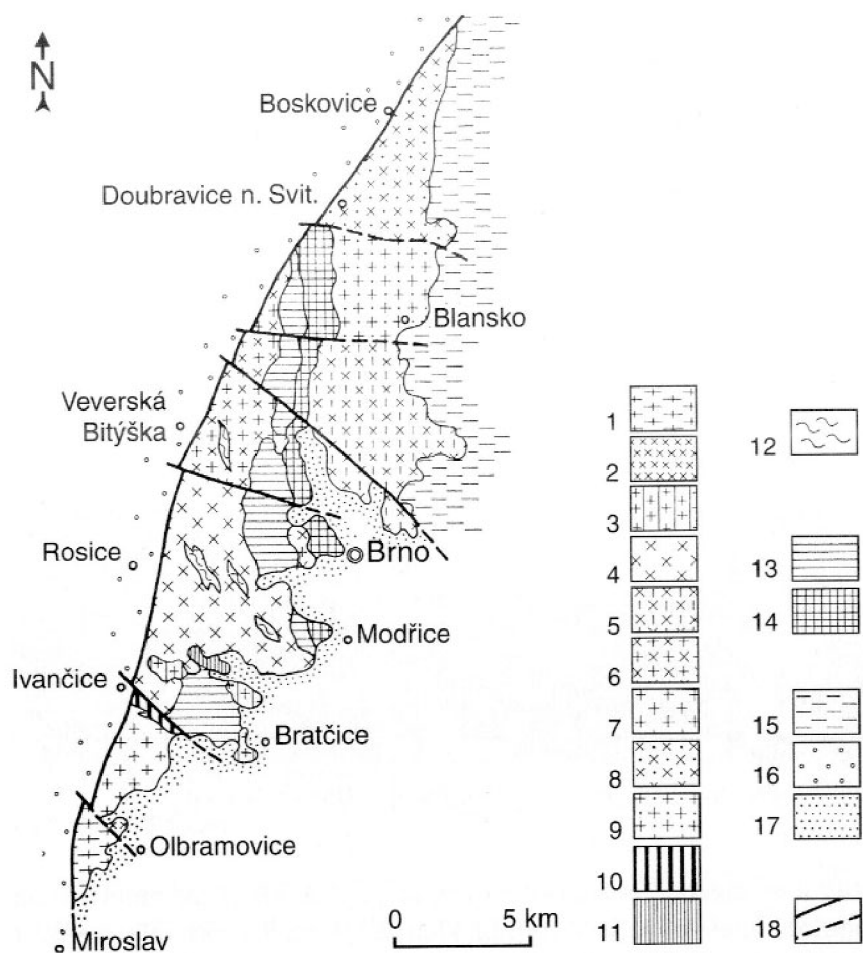 N
Boskovice
Doubravice n. Svit.
Blansko
Veverská
Bitýška
Rosice
Brno
Modřice
Ivančice
Bratčice
Olbramovice
Miroslav
0 5 km
1
2
3
4
5
6
7
8
9
10
11
12
13
14
15
16
17
18